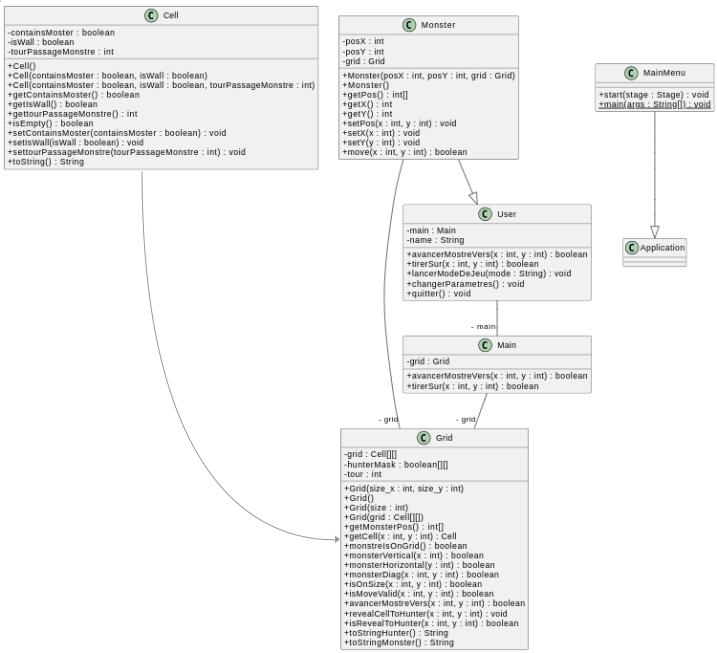 C Cell
-containsMoster : boolean
-isWall : boolean
-tourPassageMonstre : int
+Cell()
+Cell(containsMoster : boolean, isWall : boolean)
+Cell(containsMoster : boolean, isWall : boolean, tourPassageMonstre : int)
+getContainsMoster() : boolean
+getIsWall() : boolean
+gettourPassageMonstre() : int
+isEmpty() : boolean
+setContainsMoster(containsMoster : boolean) : void
+setIsWall(isWall : boolean) : void
+settourPassageMonstre(tourPassageMonstre : int) : void
+toString() : String
C Monster
-posX : int
-posY : int
-grid : Grid
+Monster(posX : int, posY : int, grid : Grid)
+Monster()
+getPos() : int[]
+getX() : int
+getY() : int
+setPos(x : int, y : int) : void
+setX(x : int) : void
+setY(y : int) : void
+move(x : int, y : int) : boolean
C MainMenu
+start(stage : Stage) : void
+main(args : String[]) : void
C User
-main : Main
-name : String
+avancerMostreVers(x : int, y : int) : boolean
+tirerSur(x : int, y : int) : boolean
+lancerModeDeJeu(mode : String) : void
+changerParametres() : void
+quitter() : void
C Application
- main
C Main
-grid : Grid
+avancerMostreVers(x : int, y : int) : boolean
+tirerSur(x : int, y : int) : boolean
- grid
- grid
C Grid
-grid : Cell[][]
-hunterMask : boolean[][]
-tour : int
+Grid(size_x : int, size_y : int)
+Grid()
+Grid(size : int)
+Grid(grid : Cell[][])
+getMonsterPos() : int[]
+getCell(x : int, y : int) : Cell
+monstreIsOnGrid() : boolean
+monsterVertical(x : int, y : int) : boolean
+monsterHorizontal(y : int) : boolean
+monsterDiag(x : int, y : int) : boolean
+isOnSize(x : int, y : int) : boolean
+isMoveValid(x : int, y : int) : boolean
+avancerMostreVers(x : int, y : int) : boolean
+revealCellToHunter(x : int, y : int) : void
+isRevealToHunter(x : int, y : int) : boolean
+toStringHunter() : String
+toStringMonster() : String